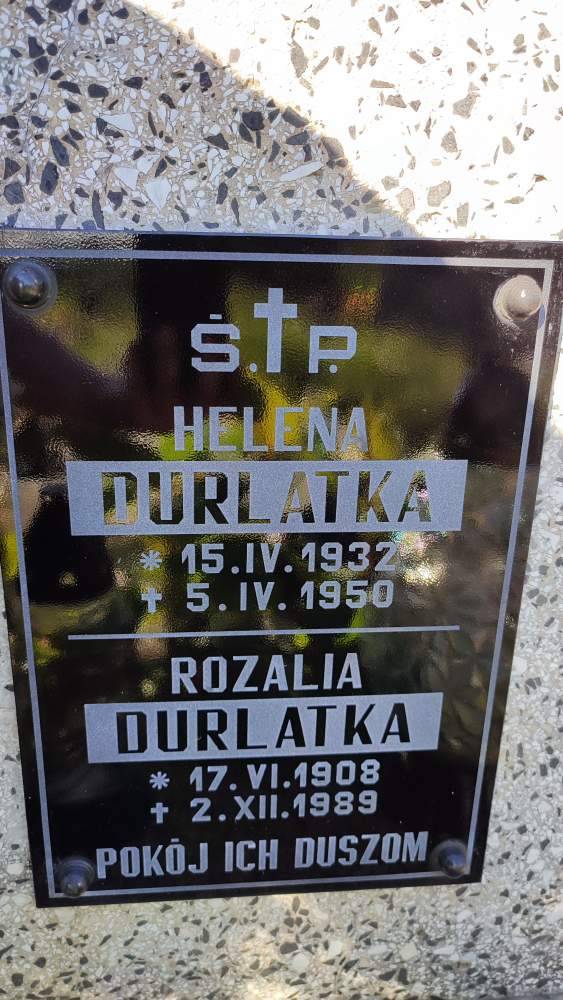 Ś.†P.
HELENA
DURLATKA
* 15.IV.1932
† 5.IV.1950
ROZALIA
DURLATKA
* 17.VI.1908
† 2.XII.1989
POKÓJ ICH DUSZOM